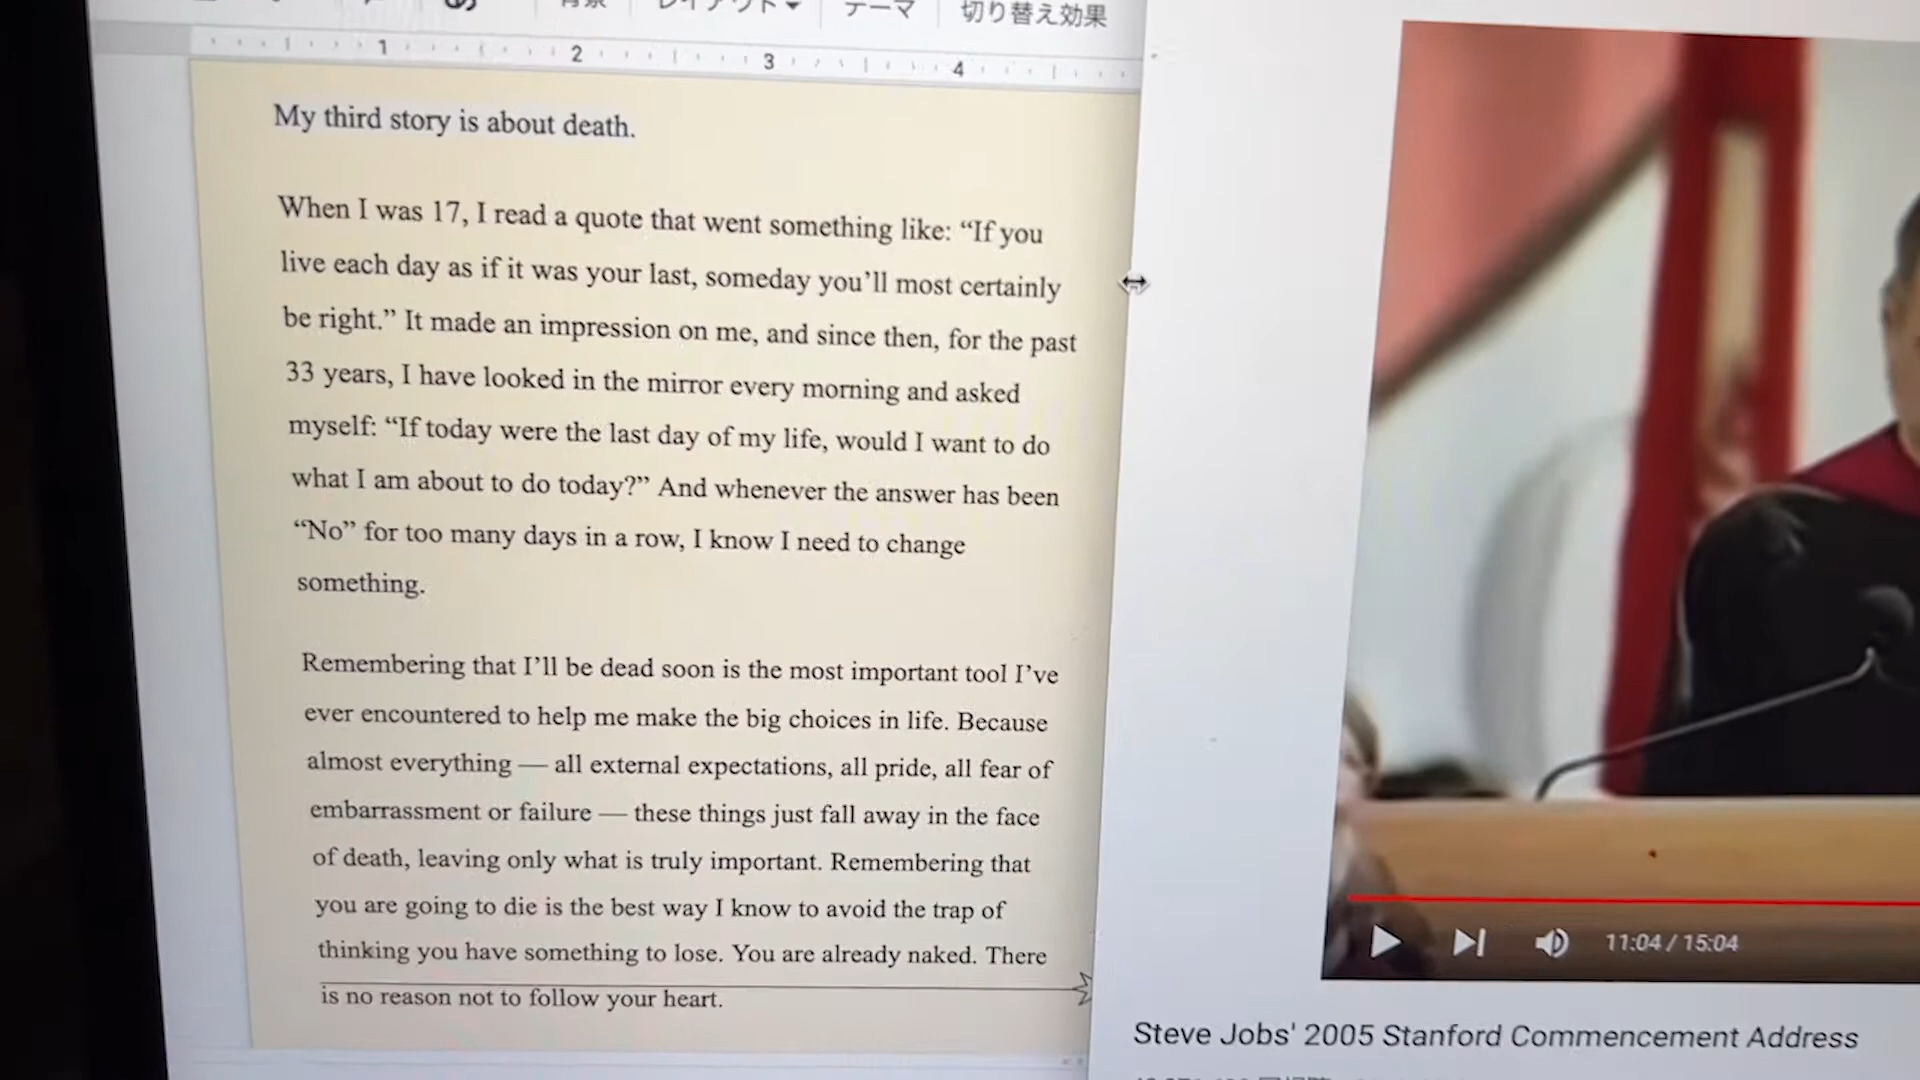 背景
レイアウト
テーマ
切り替え効果
1 2 3 4
My third story is about death.
When I was 17, I read a quote that went something like: “If you
live each day as if it was your last, someday you’ll most certainly
be right.” It made an impression on me, and since then, for the past
33 years, I have looked in the mirror every morning and asked
myself: “If today were the last day of my life, would I want to do
what I am about to do today?” And whenever the answer has been
“No” for too many days in a row, I know I need to change
something.
Remembering that I’ll be dead soon is the most important tool I’ve
ever encountered to help me make the big choices in life. Because
almost everything — all external expectations, all pride, all fear of
embarrassment or failure — these things just fall away in the face
of death, leaving only what is truly important. Remembering that
you are going to die is the best way I know to avoid the trap of
thinking you have something to lose. You are already naked. There
is no reason not to follow your heart.
11:04 / 15:04
Steve Jobs' 2005 Stanford Commencement Address